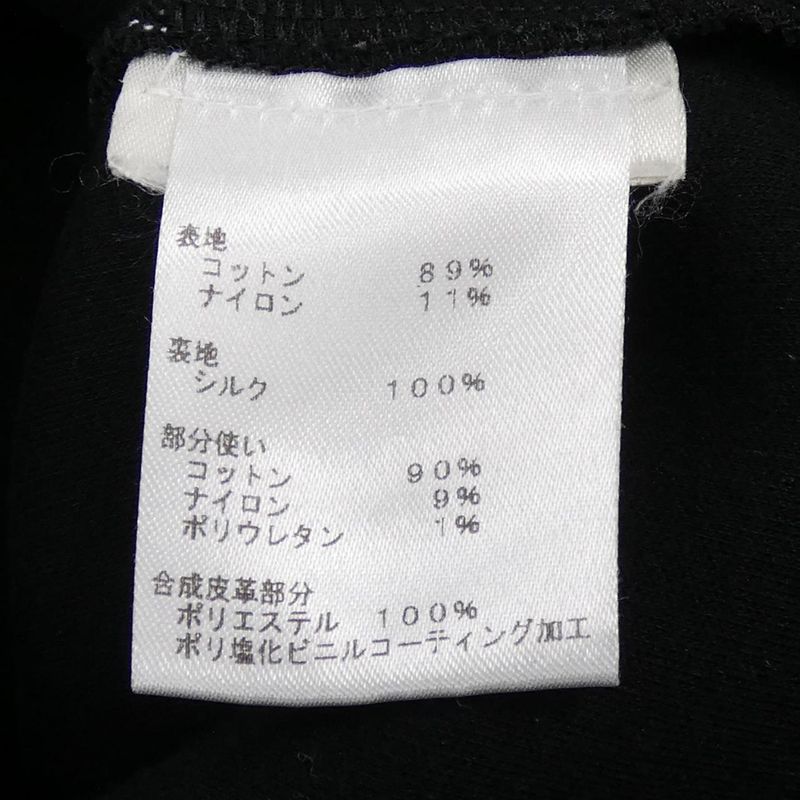 表地
コットン 89%
ナイロン 11%
裏地
シルク 100%
部分使い
コットン 90%
ナイロン 9%
ポリウレタン 1%
合成皮革部分
ポリエステル 100%
ポリ塩化ビニルコーティング加工